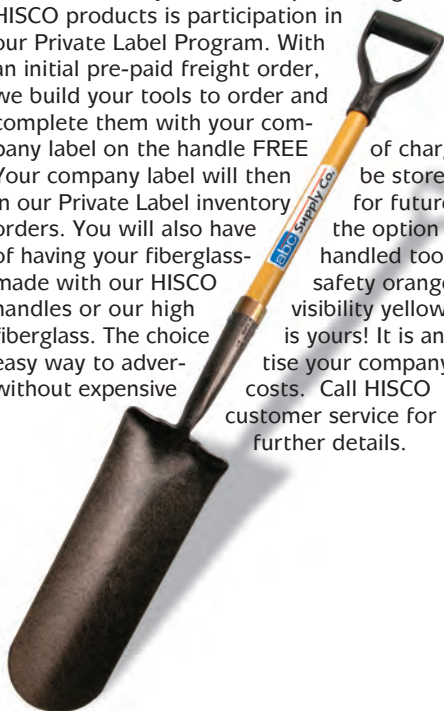 HISCO products is participation in
our Private Label Program. With
an initial pre-paid freight order,
we build your tools to order and
complete them with your com-
pany label on the handle FREE of charg
Your company label will then be store
in our Private Label inventory for future
orders. You will also have the option
of having your fiberglass- handled too
made with our HISCO safety orange
handles or our high visibility yellow
fiberglass. The choice is yours! It is an
easy way to adver- tise your company
without expensive costs. Call HISCO
customer service for
further details.
abc Supply Co.